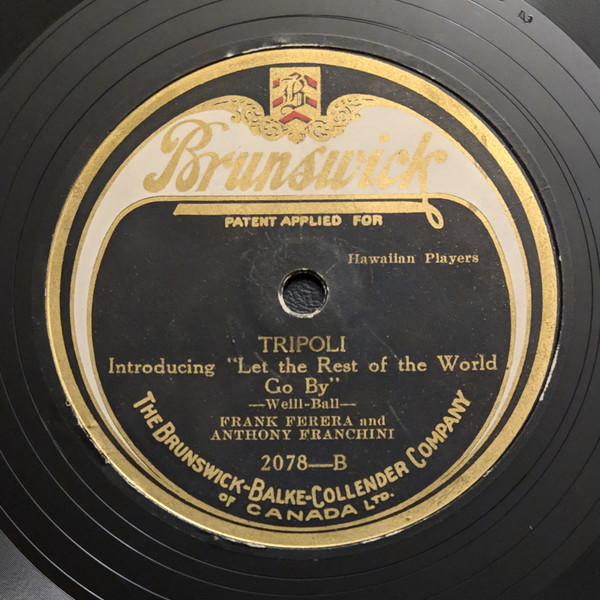 B
Brunswick
PATENT APPLIED FOR
Hawaiian Players
TRIPOLI
Introducing "Let the Rest of the World
Go By"
—Weill-Ball—
FRANK FERERA and
ANTHONY FRANCHINI
2078—B
THE BRUNSWICK-BALKE-COLLENDER COMPANY
OF CANADA LTD.